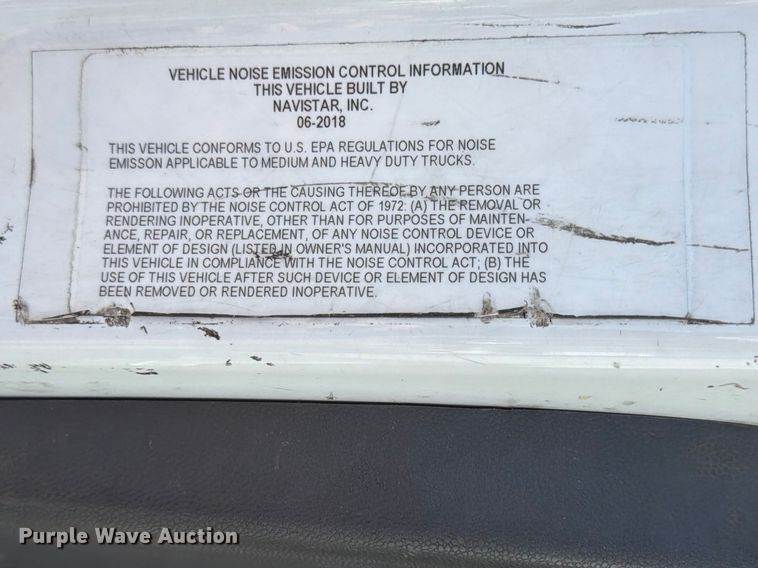 VEHICLE NOISE EMISSION CONTROL INFORMATION
THIS VEHICLE BUILT BY
NAVISTAR, INC.
06-2018
THIS VEHICLE CONFORMS TO U.S. EPA REGULATIONS FOR NOISE
EMISSON APPLICABLE TO MEDIUM AND HEAVY DUTY TRUCKS.
THE FOLLOWING ACTS OR THE CAUSING THEREOF BY ANY PERSON ARE
PROHIBITED BY THE NOISE CONTROL ACT OF 1972: (A) THE REMOVAL OR
RENDERING INOPERATIVE, OTHER THAN FOR PURPOSES OF MAINTEN-
ANCE, REPAIR, OR REPLACEMENT, OF ANY NOISE CONTROL DEVICE OR
ELEMENT OF DESIGN (LISTER IN OWNER'S MANUAL) INCORPORATED INTO
THIS VEHICLE IN COMPLIANCE WITH THE NOISE CONTROL ACT; (B) THE
USE OF THIS VEHICLE AFTER SUCH DEVICE OR ELEMENT OF DESIGN HAS
BEEN REMOVED OR RENDERED INOPERATIVE.
Purple Wave Auction